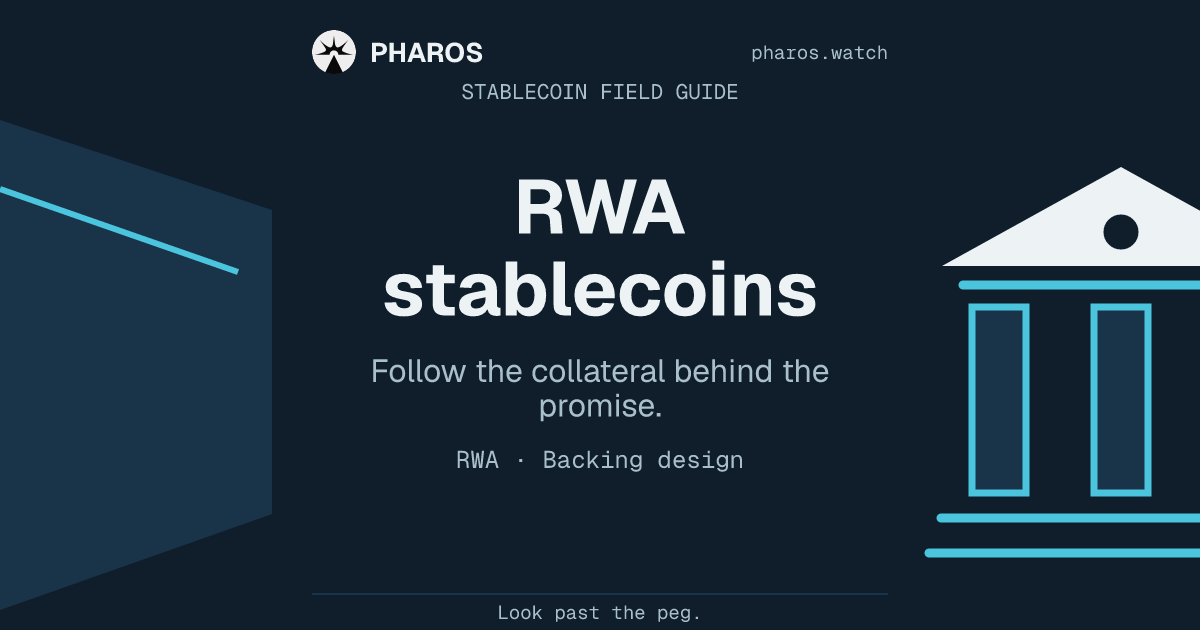 PHAROS
pharos.watch
STABLECOIN FIELD GUIDE
RWA
stablecoins
Follow the collateral behind the
promise.
RWA · Backing design
Look past the peg.